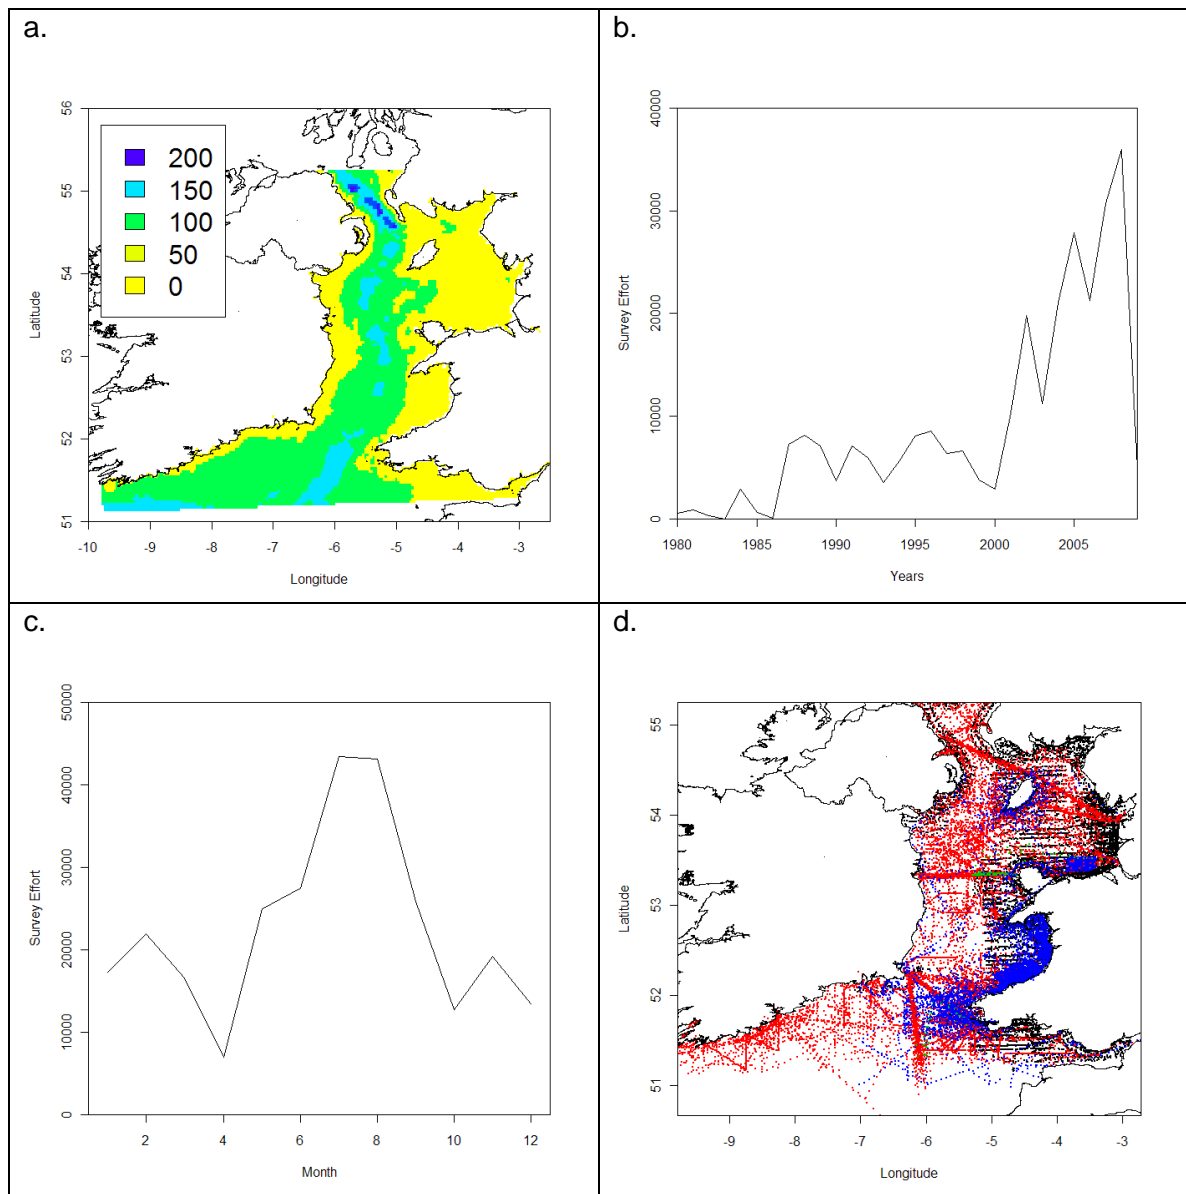 a.
200
150
100
50
0
56
55
54
53
52
51
Latitude
-10 -9 -8 -7 -6 -5 -4 -3
Longitude
b.
40000
30000
20000
10000
0
Survey Effort
1980 1985 1990 1995 2000 2005
Years
c.
50000
40000
30000
20000
10000
0
Survey Effort
2 4 6 8 10 12
Month
d.
55
54
53
52
51
Latitude
-9 -8 -7 -6 -5 -4 -3
Longitude